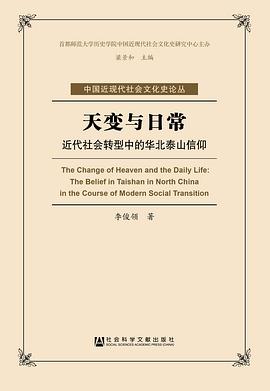 首都师范大学历史学院中国近现代社会文化史研究中心主办
梁景和 主编
中国近现代社会文化史论丛
天变与日常
近代社会转型中的华北泰山信仰
The Change of Heaven and the Daily Life:
The Belief in Taishan in North China
in the Course of Modern Social Transition
李俊领 著
社会科学文献出版社
SOCIAL SCIENCES ACADEMIC PRESS (CHINA)